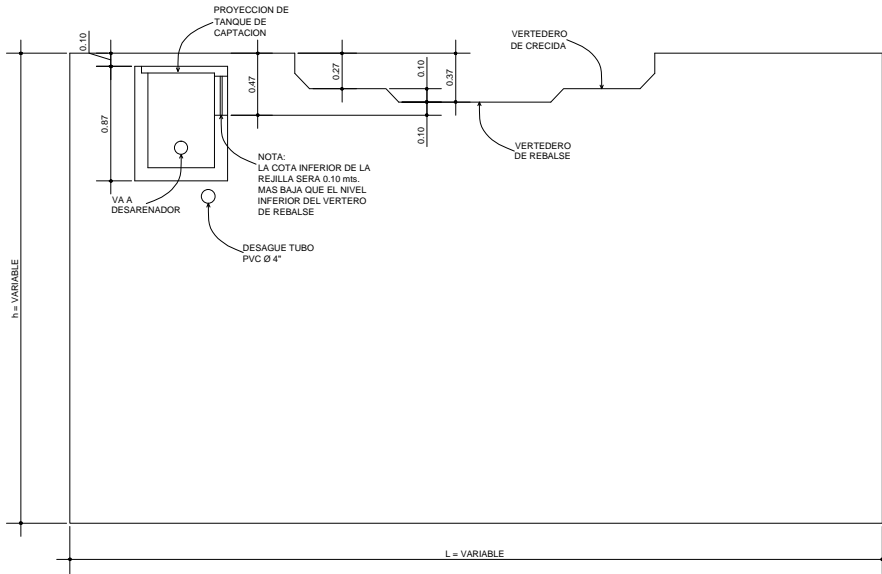 PROYECCION DE
TANQUE DE
CAPTACION
VERTEDERO
DE CRECIDA
0.10
0.87
0.47
0.27
0.10
0.37
0.10
VERTEDERO
DE REBALSE
NOTA:
LA COTA INFERIOR DE LA
REJILLA SERA 0.10 mts.
MAS BAJA QUE EL NIVEL
INFERIOR DEL VERTERO
DE REBALSE
VA A
DESARENADOR
DESAGUE TUBO
PVC Ø 4"
h = VARIABLE
L = VARIABLE